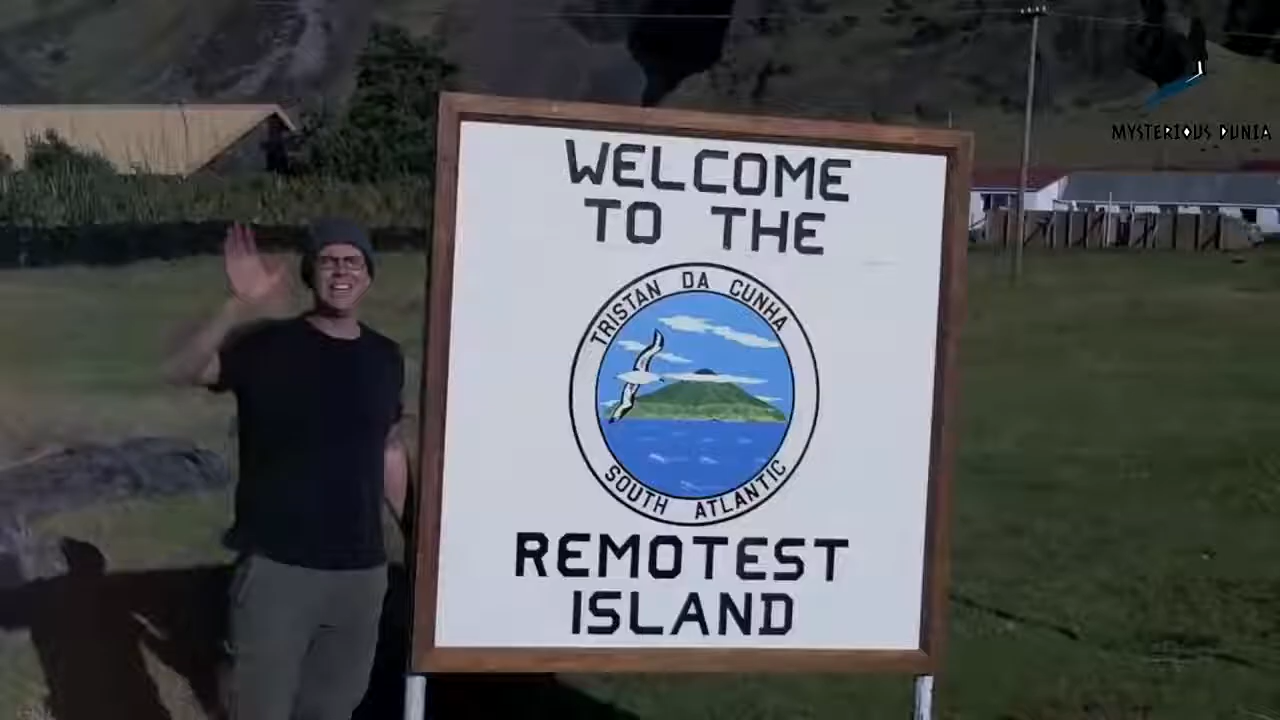 MYSTERIOUS DUNIA
WELCOME
TO THE
TRISTAN DA CUNHA
SOUTH ATLANTIC
REMOTEST
ISLAND